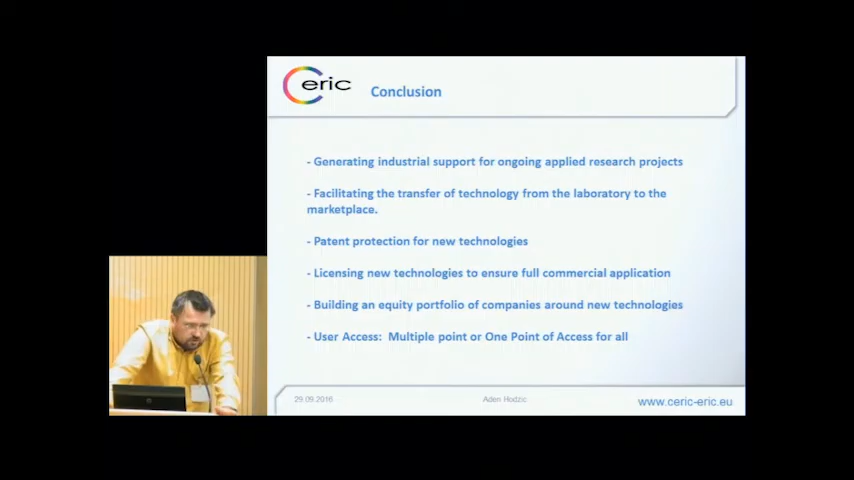 Ceric
Conclusion
- Generating industrial support for ongoing applied research projects
- Facilitating the transfer of technology from the laboratory to the
marketplace.
- Patent protection for new technologies
- Licensing new technologies to ensure full commercial application
- Building an equity portfolio of companies around new technologies
- User Access:  Multiple point or One Point of Access for all
29.09.2016
Aden Hodzic
www.ceric-eric.eu